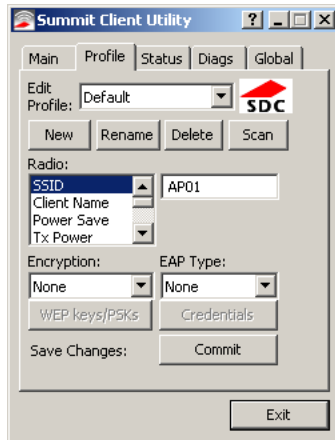 Summit Client Utility
Main Profile Status Diags Global
Edit
Profile: Default
SDC
New Rename Delete Scan
Radio:
SSID AP01
Client Name
Power Save
Tx Power
Encryption: EAP Type:
None None
WEP keys/PSKs Credentials
Save Changes: Commit
Exit